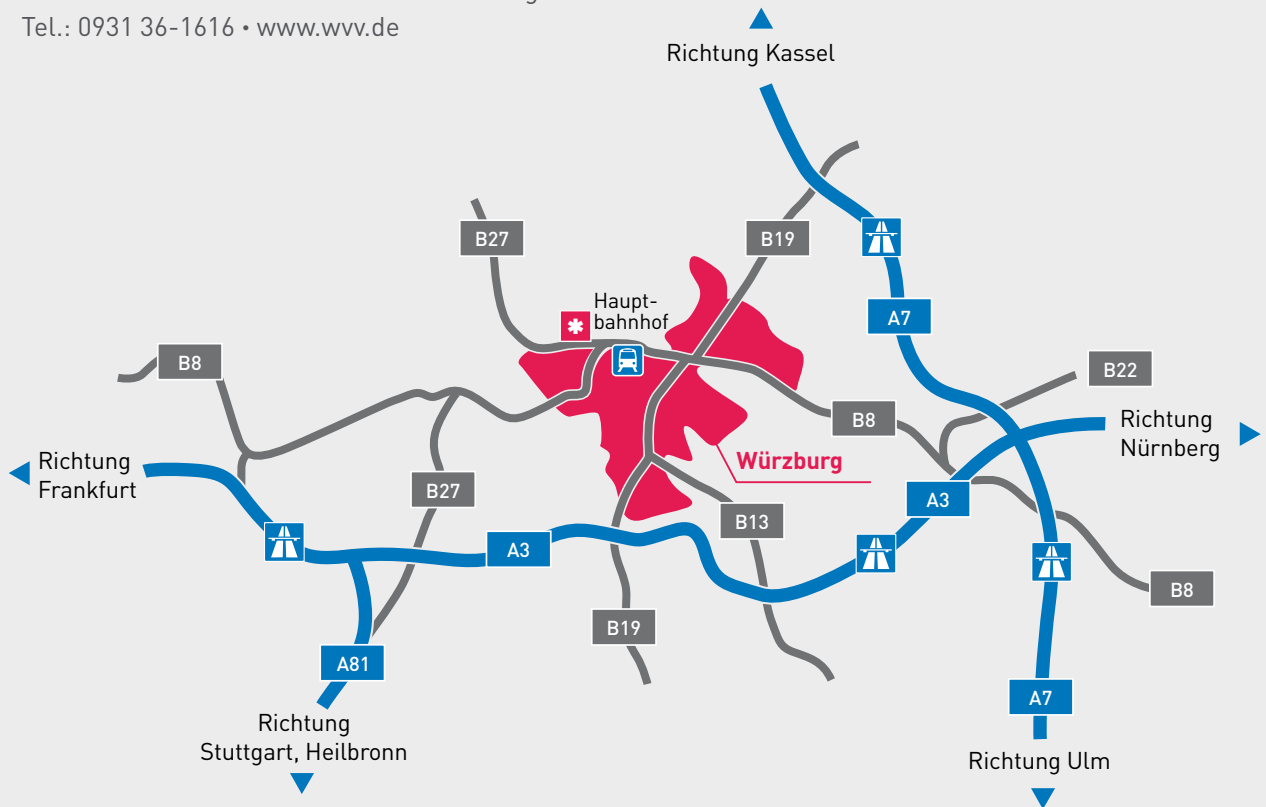 Tel.: 0931 36-1616 • www.wvv.de
Richtung Kassel
B27
B19
Haupt-
bahnhof
A7
B8
B22
B8
Richtung
Nürnberg
Richtung
Frankfurt
Würzburg
B27
A3
B13
A3
B8
B19
A81
A7
Richtung
Stuttgart, Heilbronn
Richtung Ulm